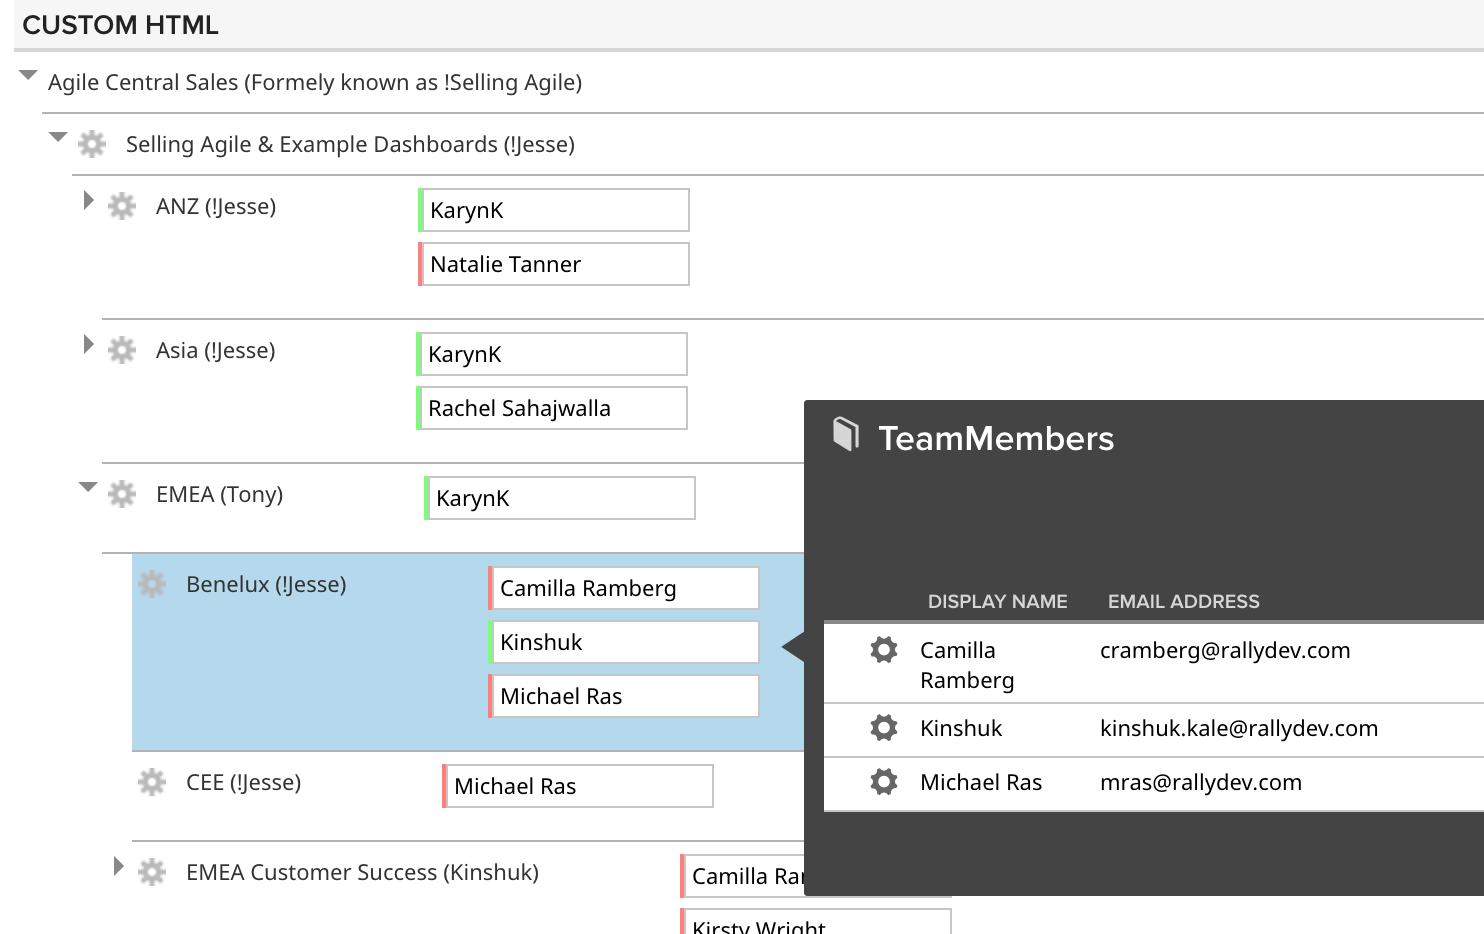 CUSTOM HTML
Agile Central Sales (Formely known as !Selling Agile)
Selling Agile & Example Dashboards (!Jesse)
ANZ (!Jesse)
KarynK
Natalie Tanner
Asia (!Jesse)
KarynK
Rachel Sahajwalla
EMEA (Tony)
KarynK
Benelux (!Jesse)
Camilla Ramberg
Kinshuk
Michael Ras
CEE (!Jesse)
Michael Ras
EMEA Customer Success (Kinshuk)
Camilla
Kirsty Wright
TeamMembers
DISPLAY NAME EMAIL ADDRESS
Camilla cramberg@rallydev.com
Ramberg
Kinshuk kinshuk.kale@rallydev.com
Michael Ras mras@rallydev.com